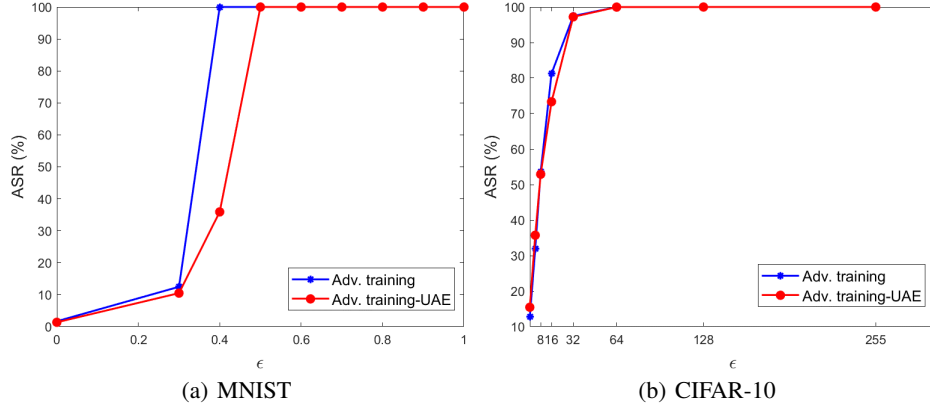 100
90
80
70
60
50
40
30
20
10
0
ASR (%)
0 0.2 0.4 0.6 0.8 1
ϵ
Adv. training
Adv. training-UAE
(a) MNIST
100
90
80
70
60
50
40
30
20
10
ASR (%)
8 16 32 64 128 255
ϵ
Adv. training
Adv. training-UAE
(b) CIFAR-10